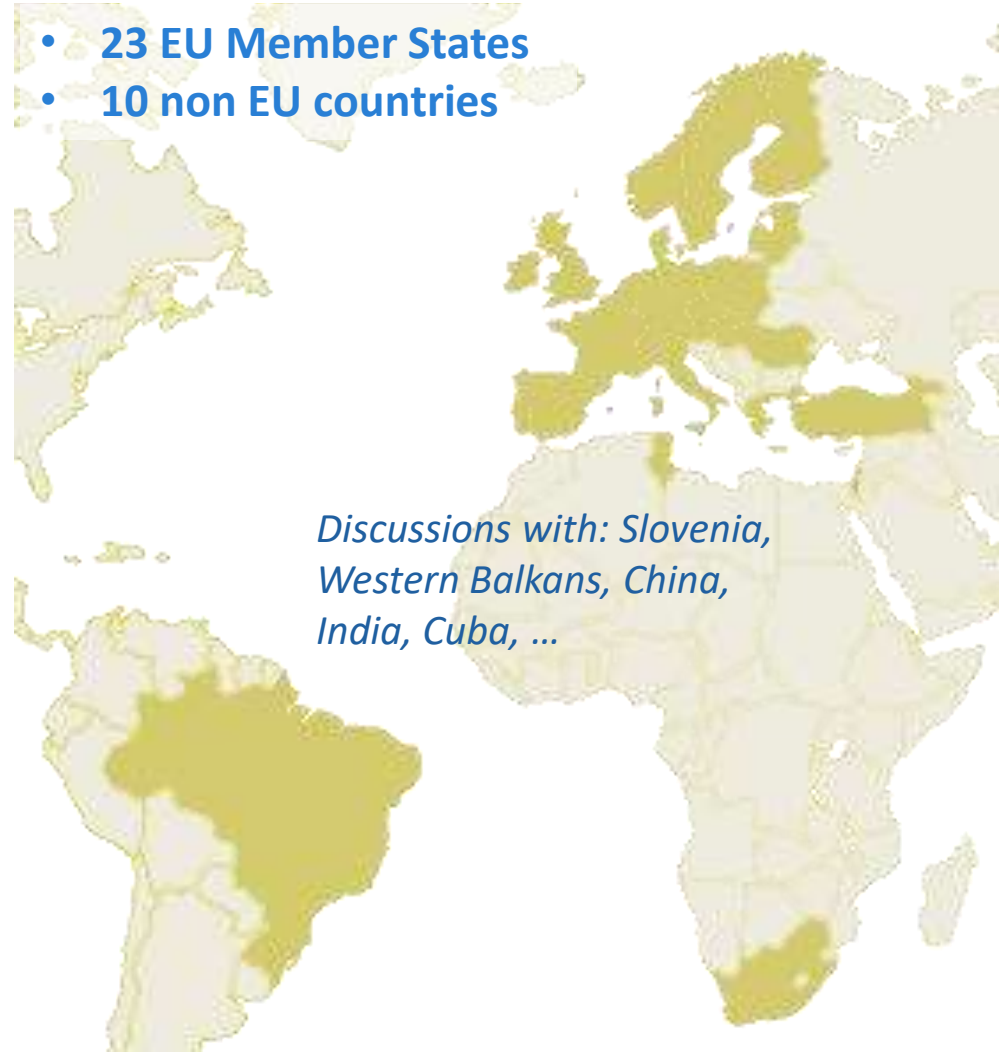 • 23 EU Member States
• 10 non EU countries
Discussions with: Slovenia,
Western Balkans, China,
India, Cuba, …